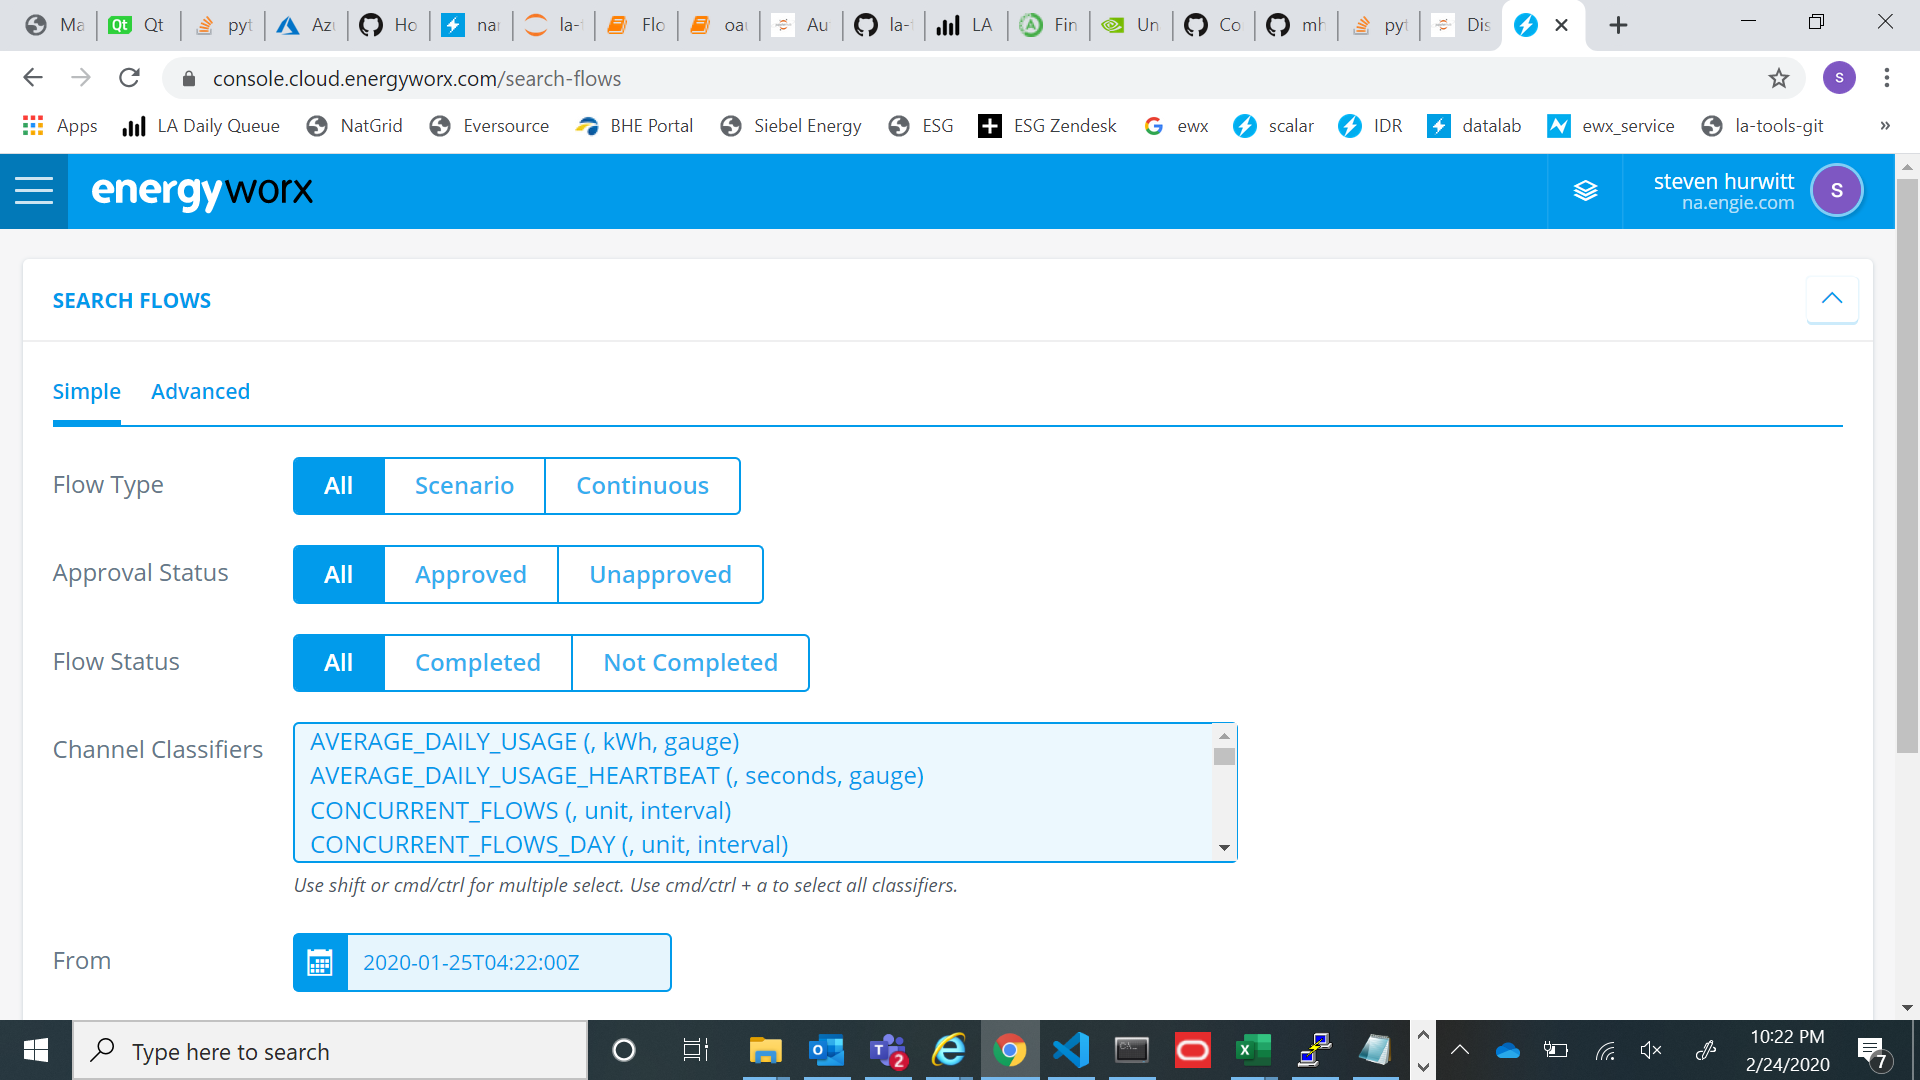 Ma
Qt
pyt
Azu
Ho
nar
la-t
Flo
oau
Au
la-t
LA
Fin
Un
Co
mh
pyt
Dis
console.cloud.energyworx.com/search-flows
S
Apps
LA Daily Queue
NatGrid
Eversource
BHE Portal
Siebel Energy
ESG
ESG Zendesk
ewx
scalar
IDR
datalab
ewx_service
la-tools-git
»
energyworx
steven hurwitt
na.engie.com
S
SEARCH FLOWS
Simple
Advanced
Flow Type
All
Scenario
Continuous
Approval Status
All
Approved
Unapproved
Flow Status
All
Completed
Not Completed
Channel Classifiers
AVERAGE_DAILY_USAGE (, kWh, gauge)
AVERAGE_DAILY_USAGE_HEARTBEAT (, seconds, gauge)
CONCURRENT_FLOWS (, unit, interval)
CONCURRENT_FLOWS_DAY (, unit, interval)
Use shift or cmd/ctrl for multiple select. Use cmd/ctrl + a to select all classifiers.
From
2020-01-25T04:22:00Z
Type here to search
2
10:22 PM
2/24/2020
7